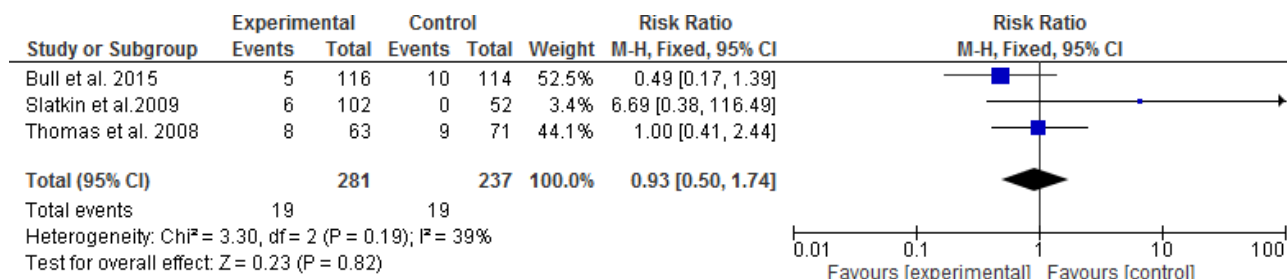 Experimental Control Risk Ratio Risk Ratio
Study or Subgroup Events Total Events Total Weight M-H, Fixed, 95% CI M-H, Fixed, 95% CI
Bull et al. 2015 5 116 10 114 52.5% 0.49 [0.17, 1.39]
Slatkin et al.2009 6 102 0 52 3.4% 6.69 [0.38, 116.49]
Thomas et al. 2008 8 63 9 71 44.1% 1.00 [0.41, 2.44]
Total (95% CI) 281 237 100.0% 0.93 [0.50, 1.74]
Total events 19 19
Heterogeneity: Chi² = 3.30, df = 2 (P = 0.19); I² = 39%
Test for overall effect: Z = 0.23 (P = 0.82)
0.01 0.1 1 10 100
Favours [experimental] Favours [control]